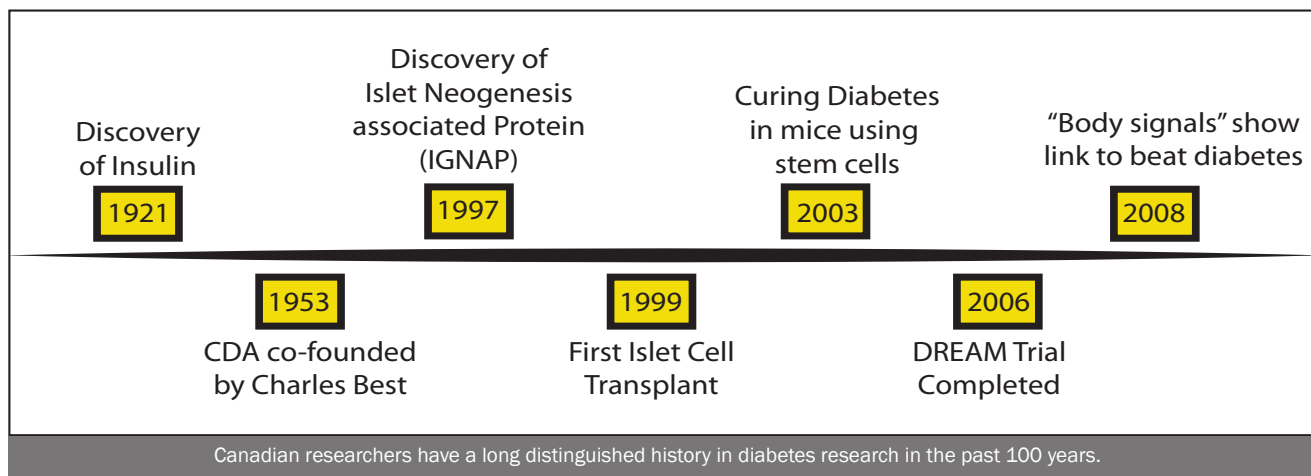 Discovery
of Insulin
1921
1953
CDA co-founded
by Charles Best
Discovery of
Islet Neogenesis
associated Protein
(IGNAP)
1997
1999
First Islet Cell
Transplant
Curing Diabetes
in mice using
stem cells
2003
2006
DREAM Trial
Completed
“Body signals” show
link to beat diabetes
2008
Canadian researchers have a long distinguished history in diabetes research in the past 100 years.